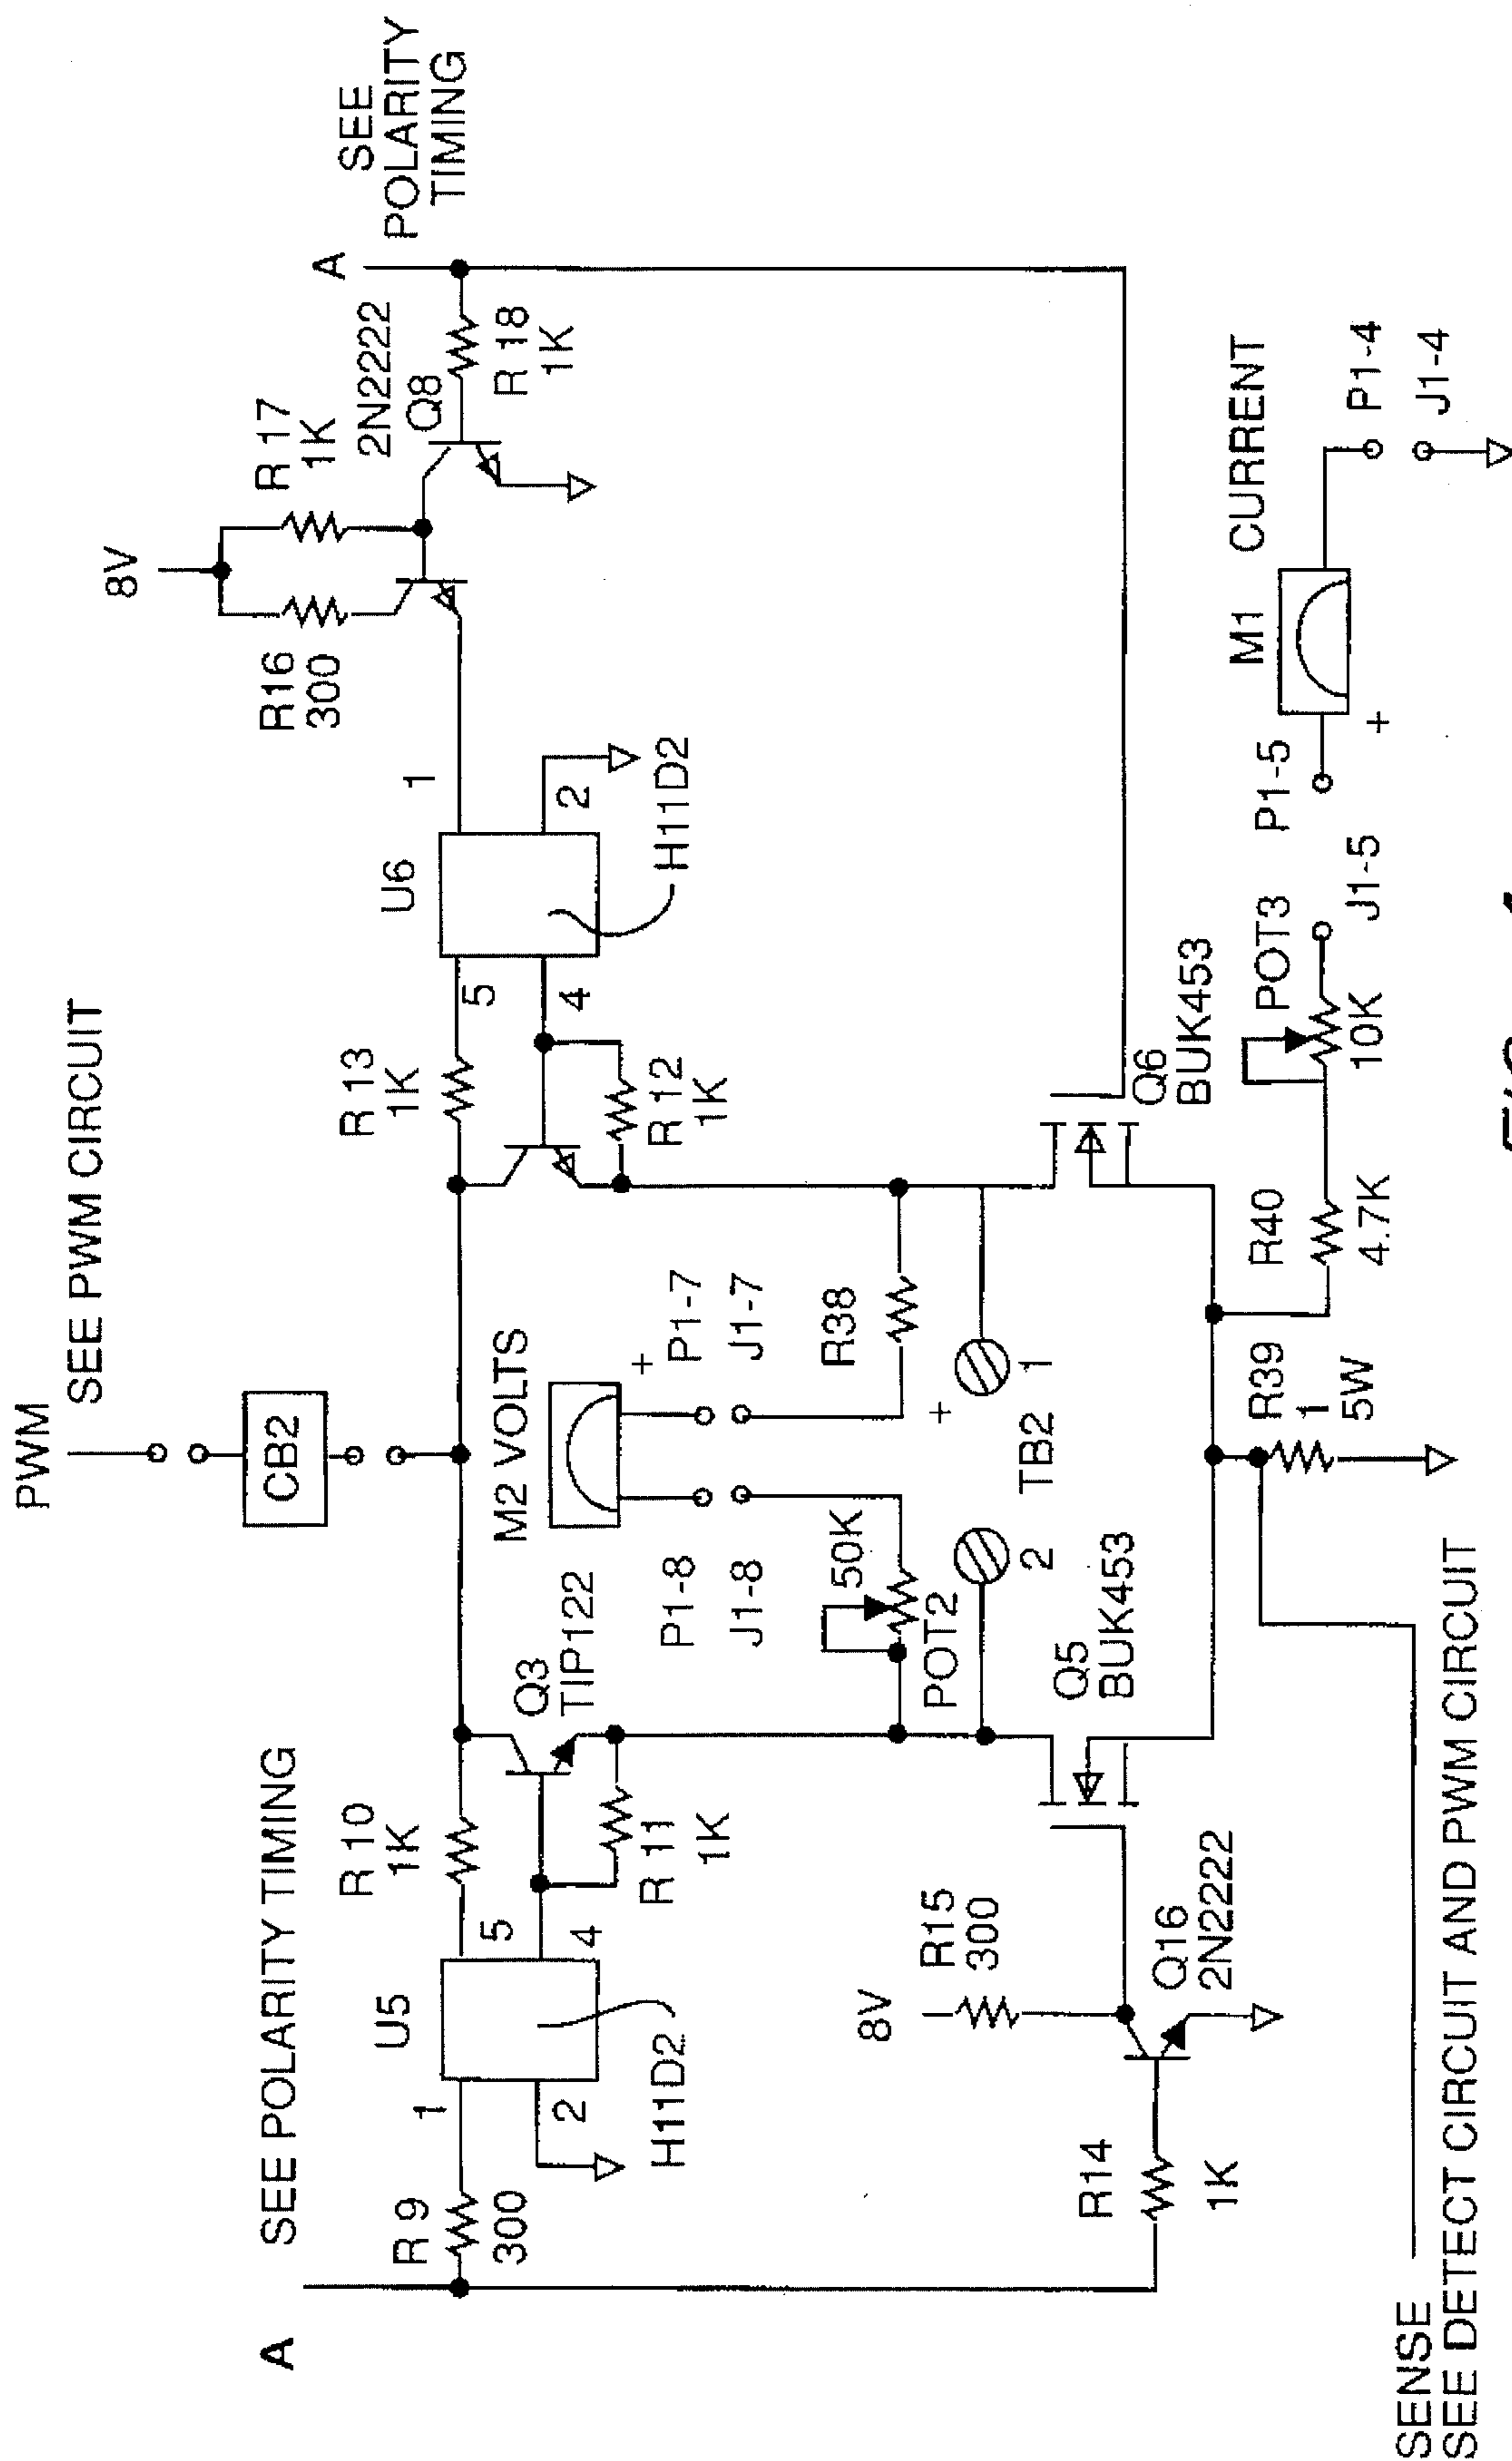 PWM
SEE PWM CIRCUIT
CB2
8V
R 17
1K
R16
300
2N2222
Q8
R 18
1K
A
SEE
POLARITY
TIMING
A
SEE POLARITY TIMING
R 9
300
1
2
U5
5
4
H11D2
R 10
1K
Q3
TIP122
R 11
1K
M2 VOLTS
+
P1-8
J1-8
P1-7
J1-7
R 13
1K
R 12
1K
U6
5
4
1
2
H11D2
50K
POT2
R38
+
2
TB2
1
8V
R15
300
R14
1K
Q16
2N2222
Q5
BUK453
Q6
BUK453
R39
1
5W
R40
4.7K
POT3
10K
J1-5
P1-5
+
M1
CURRENT
P1-4
J1-4
SENSE
SEE DETECT CIRCUIT AND PWM CIRCUIT